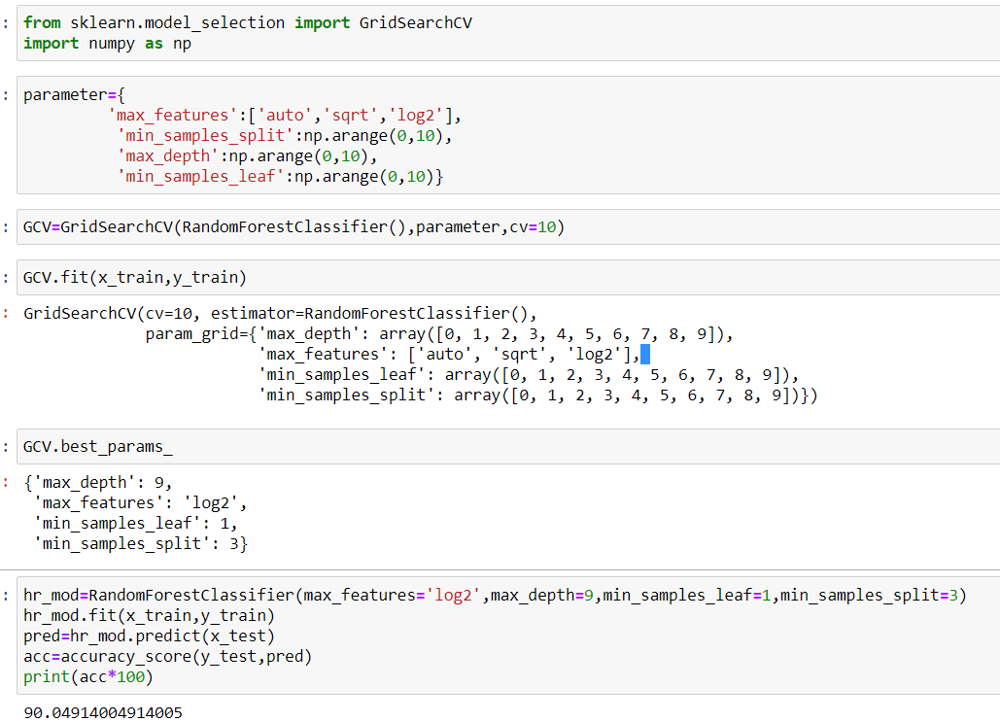 : from sklearn.model_selection import GridSearchCV
import numpy as np
: parameter={
'max_features':['auto','sqrt','log2'],
'min_samples_split':np.arange(0,10),
'max_depth':np.arange(0,10),
'min_samples_leaf':np.arange(0,10)}
: GCV=GridSearchCV(RandomForestClassifier(),parameter,cv=10)
: GCV.fit(x_train,y_train)
: GridSearchCV(cv=10, estimator=RandomForestClassifier(),
param_grid={'max_depth': array([0, 1, 2, 3, 4, 5, 6, 7, 8, 9]),
'max_features': ['auto', 'sqrt', 'log2'],
'min_samples_leaf': array([0, 1, 2, 3, 4, 5, 6, 7, 8, 9]),
'min_samples_split': array([0, 1, 2, 3, 4, 5, 6, 7, 8, 9])})
: GCV.best_params_
: {'max_depth': 9,
'max_features': 'log2',
'min_samples_leaf': 1,
'min_samples_split': 3}
: hr_mod=RandomForestClassifier(max_features='log2',max_depth=9,min_samples_leaf=1,min_samples_split=3)
hr_mod.fit(x_train,y_train)
pred=hr_mod.predict(x_test)
acc=accuracy_score(y_test,pred)
print(acc*100)
90.04914004914005